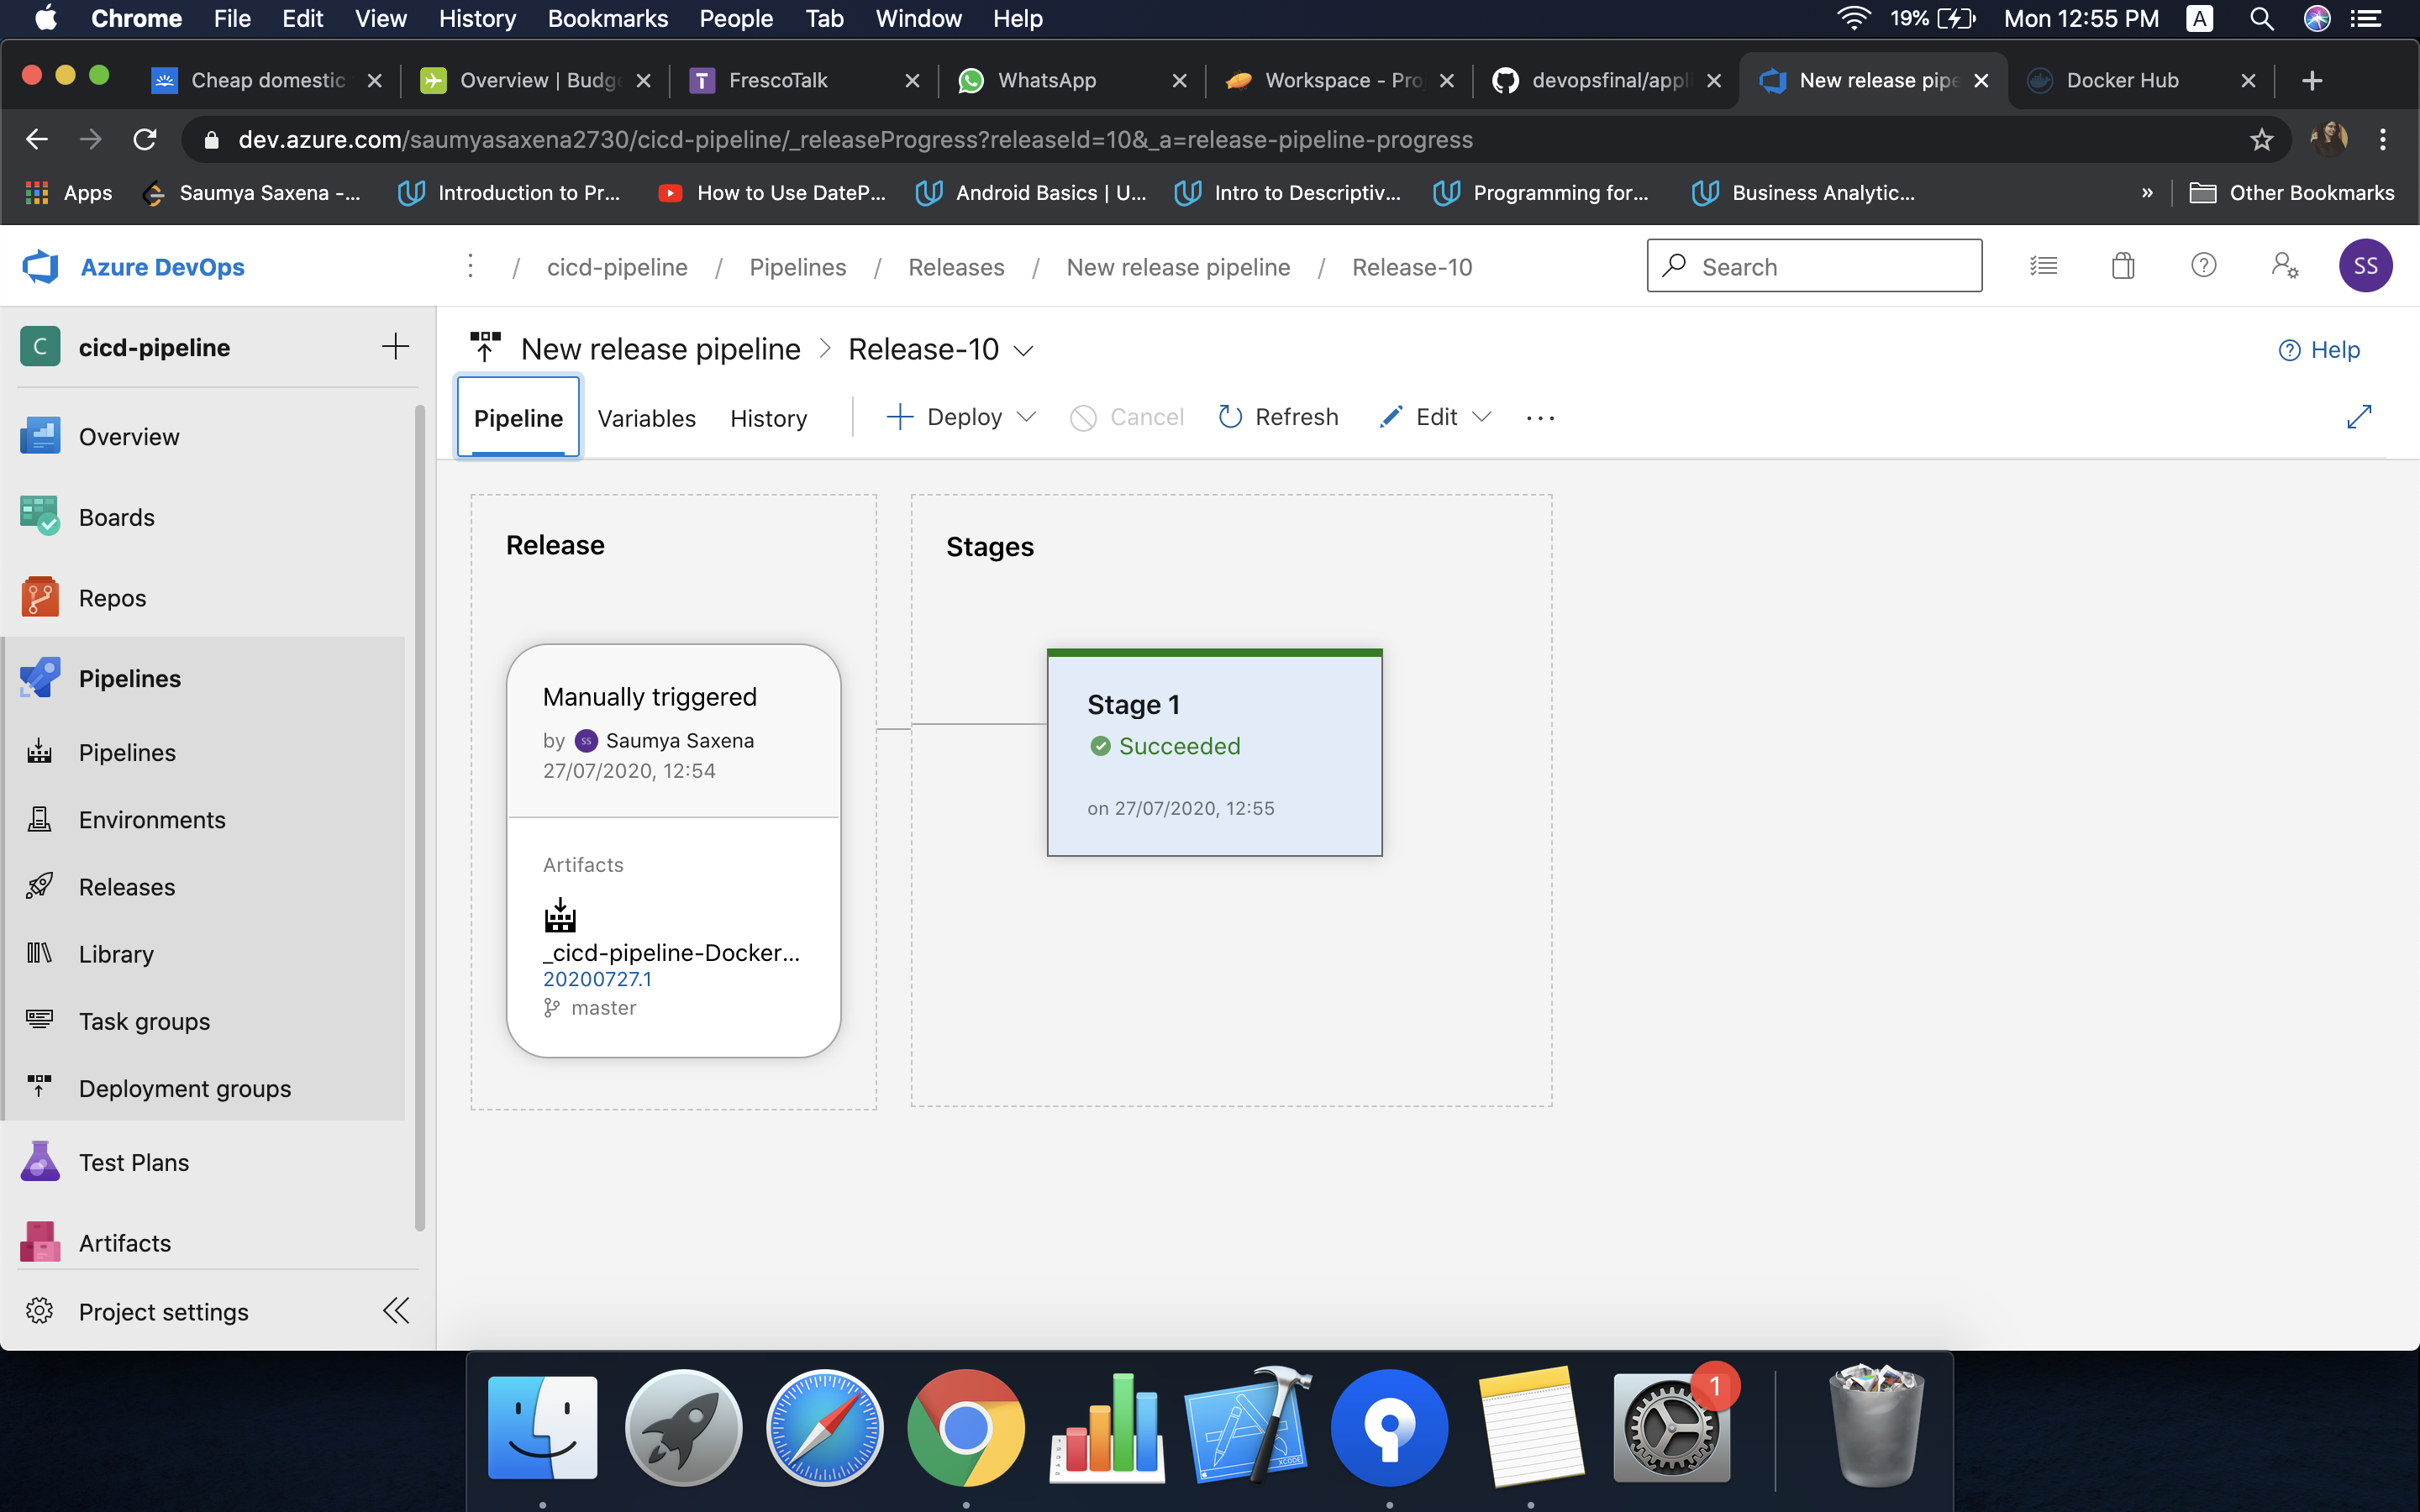 Chrome File Edit View History Bookmarks People Tab Window Help 19% Mon 12:55 PM A
Cheap domestic Overview | Budge T FrescoTalk WhatsApp Workspace - Pro devopsfinal/appli New release pipe Docker Hub
dev.azure.com/saumyasaxena2730/cicd-pipeline/_releaseProgress?releaseId=10&_a=release-pipeline-progress
Apps Saumya Saxena -... Introduction to Pr... How to Use DateP... Android Basics | U... Intro to Descriptiv... Programming for... Business Analytic... » Other Bookmarks
Azure DevOps / cicd-pipeline / Pipelines / Releases / New release pipeline / Release-10 Search SS
C cicd-pipeline
New release pipeline > Release-10 Help
Pipeline Variables History Deploy Cancel Refresh Edit ...
Overview
Boards
Repos
Pipelines
Pipelines
Environments
Releases
Library
Task groups
Deployment groups
Test Plans
Artifacts
Project settings
Release
Manually triggered
by SS Saumya Saxena
27/07/2020, 12:54
Artifacts
_cicd-pipeline-Docker...
20200727.1
master
Stages
Stage 1
Succeeded
on 27/07/2020, 12:55
XCODE
1